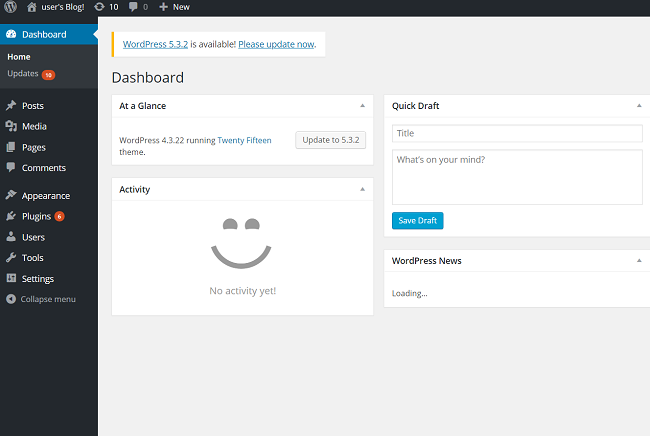 user's Blog! 10 0 + New
Dashboard
Home
Updates 10
Posts
Media
Pages
Comments
Appearance
Plugins 6
Users
Tools
Settings
Collapse menu
WordPress 5.3.2 is available! Please update now.
Dashboard
At a Glance
WordPress 4.3.22 running Twenty Fifteen
theme.
Update to 5.3.2
Activity
No activity yet!
Quick Draft
Title
What's on your mind?
Save Draft
WordPress News
Loading...